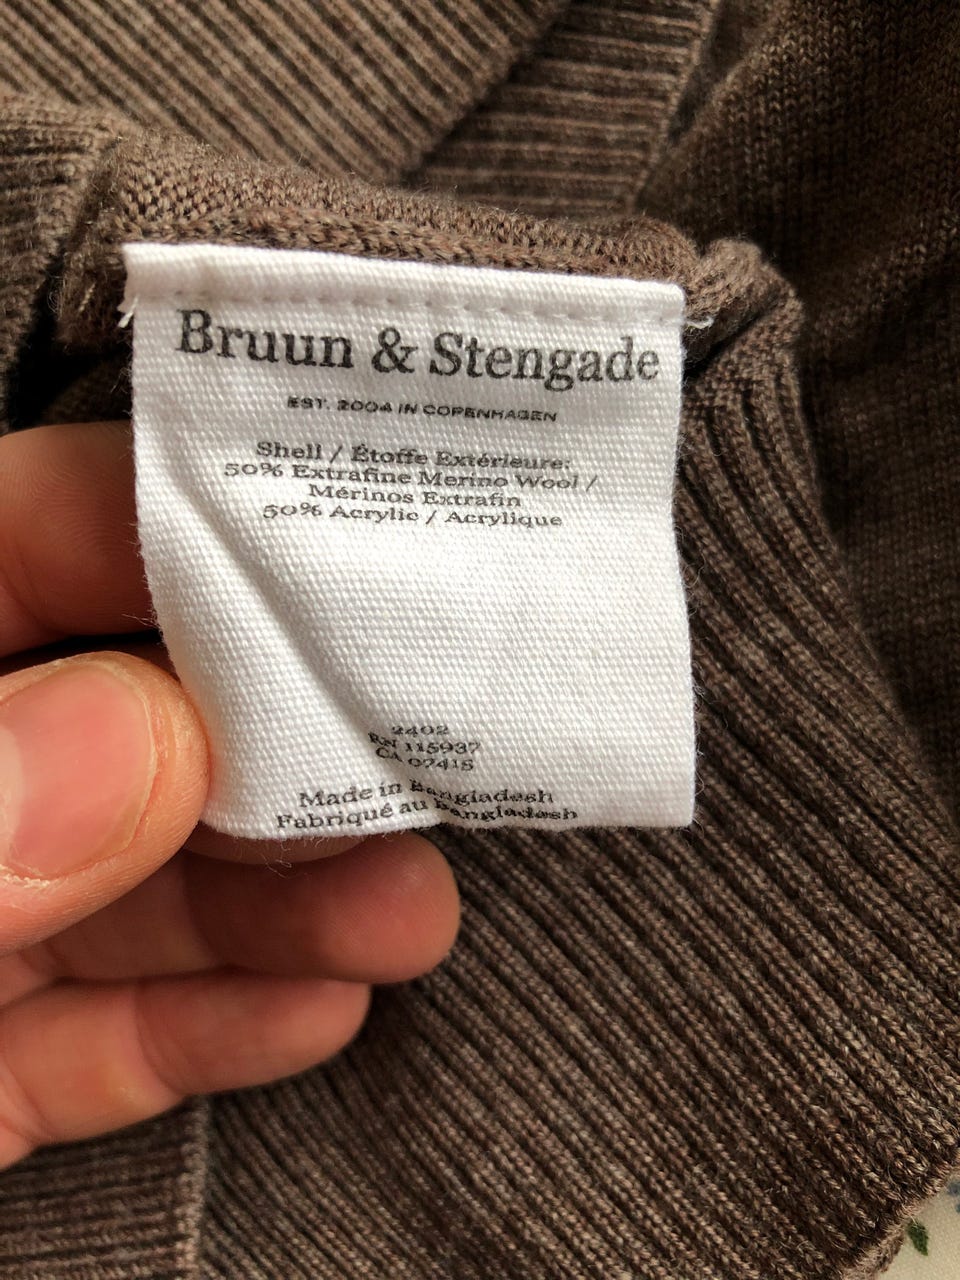 Bruun & Stengade
EST. 2004 IN COPENHAGEN
Shell / Étoffe Extérieure:
50% Extrafine Merino Wool /
Mérinos Extrafin
50% Acrylic / Acrylique
2402
RN 115937
CA 07415
Made in Bangladesh
Fabriqué au Bangladesh